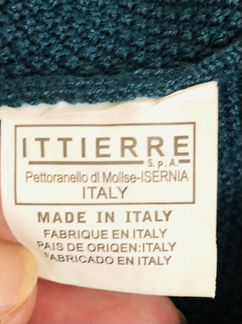 ITTIERRE
S.p.A.
Pettoranello di Molise-ISERNIA
ITALY
MADE IN ITALY
FABRIQUE EN ITALY
PAIS DE ORIQEN:ITALY
FABRICADO EN ITALY